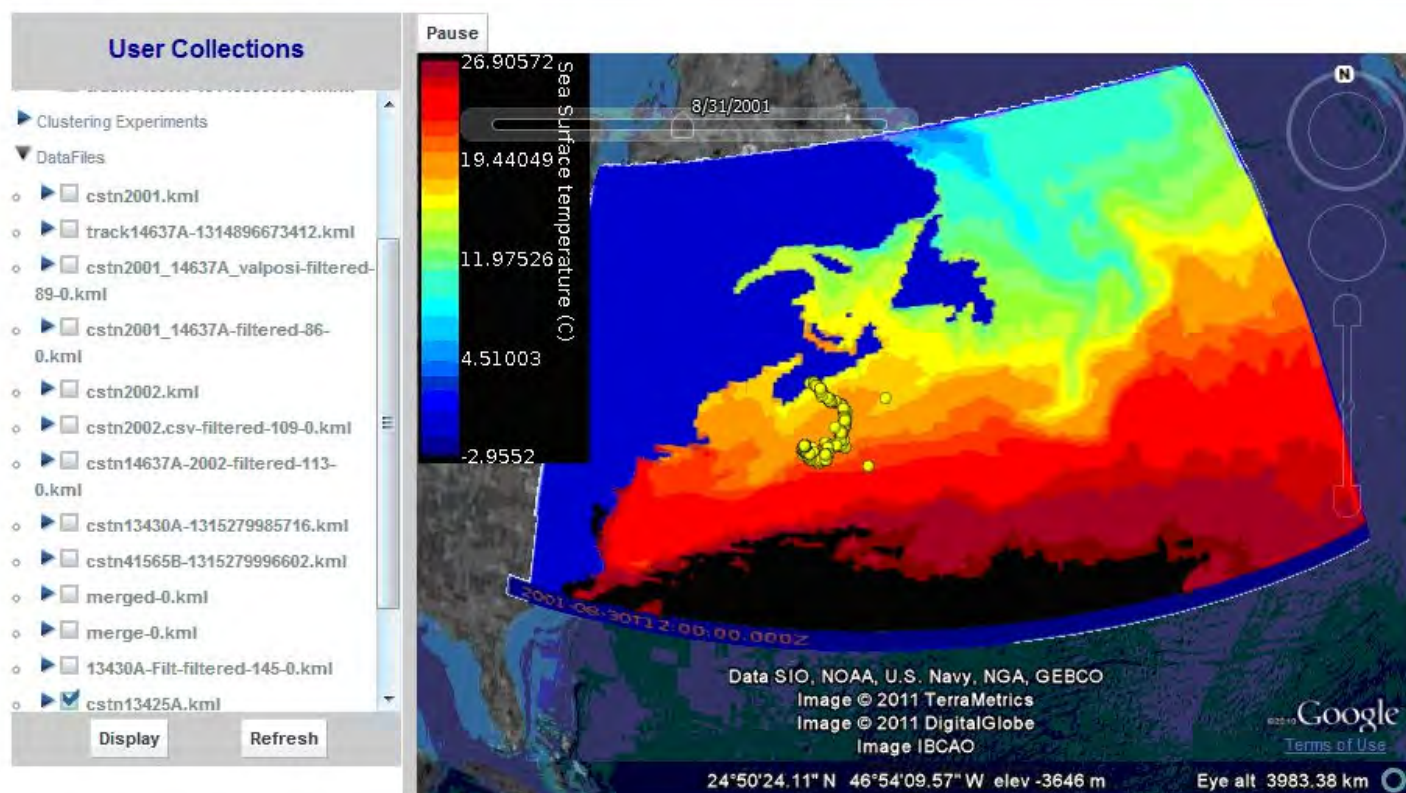 User Collections
Clustering Experiments
DataFiles
cstn2001.kml
track14637A-1314896673412.kml
cstn2001_14637A_valposi-filtered-
89-0.kml
cstn2001_14637A-filtered-86-
0.kml
cstn2002.kml
cstn2002.csv-filtered-109-0.kml
cstn14637A-2002-filtered-113-
0.kml
cstn13430A-1315279985716.kml
cstn41565B-1315279996602.kml
merged-0.kml
merge-0.kml
13430A-Filt-filtered-145-0.kml
cstn13425A.kml
Display
Refresh
Pause
26.90572
19.44049
11.97526
4.51003
-2.9552
Sea Surface temperature (C)
8/31/2001
N
2001-08-30T12:00:00.000Z
Data SIO, NOAA, U.S. Navy, NGA, GEBCO
Image © 2011 TerraMetrics
Image © 2011 DigitalGlobe
Image IBCAO
©2010 Google
Terms of Use
24°50'24.11" N 46°54'09.57" W elev -3646 m
Eye alt 3983.38 km